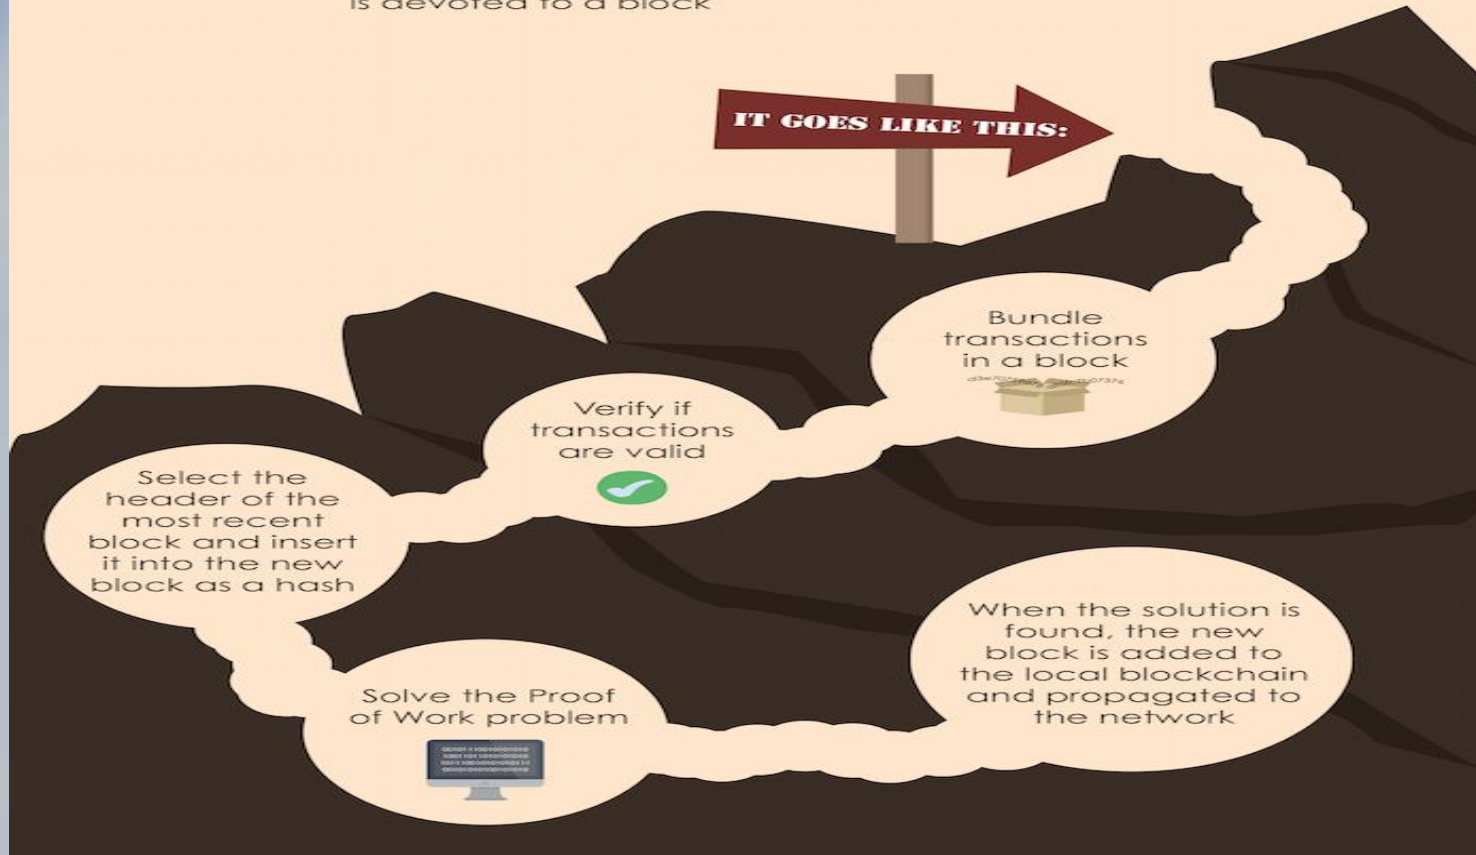 is devoted to a block
IT GOES LIKE THIS:
Bundle
transactions
in a block
Verify if
transactions
are valid
Select the
header of the
most recent
block and insert
it into the new
block as a hash
Solve the Proof
of Work problem
When the solution is
found, the new
block is added to
the local blockchain
and propagated to
the network